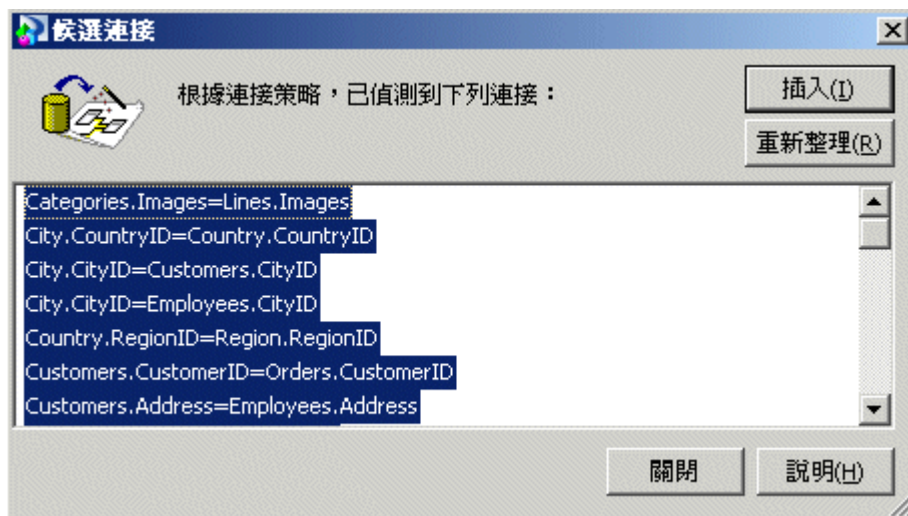 候選連接
根據連接策略，已偵測到下列連接：
插入(I)
重新整理(R)
Categories.Images=Lines.Images
City.CountryID=Country.CountryID
City.CityID=Customers.CityID
City.CityID=Employees.CityID
Country.RegionID=Region.RegionID
Customers.CustomerID=Orders.CustomerID
Customers.Address=Employees.Address
關閉
說明(H)